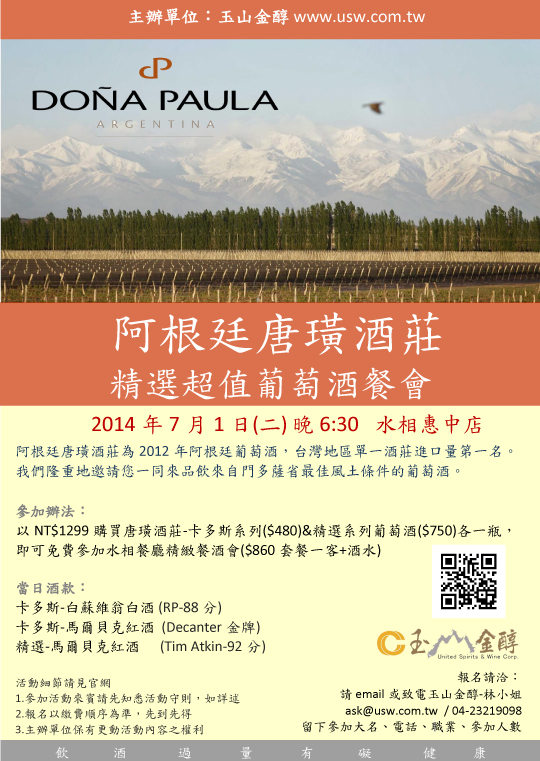 主辦單位：玉山金醇 www.usw.com.tw
DOÑA PAULA
ARGENTINA
阿根廷唐璜酒莊
精選超值葡萄酒餐會
2014 年 7 月 1 日(二) 晚 6:30 水相惠中店
阿根廷唐璜酒莊為 2012 年阿根廷葡萄酒，台灣地區單一酒莊進口量第一名。
我們隆重地邀請您一同來品飲來自門多薩省最佳風土條件的葡萄酒。
參加辦法：
以 NT$1299 購買唐璜酒莊-卡多斯系列($480)&精選系列葡萄酒($750)各一瓶，
即可免費參加水相餐廳精緻餐酒會($860 套餐一客+酒水)
當日酒款：
卡多斯-白蘇維翁白酒 (RP-88 分)
卡多斯-馬爾貝克紅酒 (Decanter 金牌)
精選-馬爾貝克紅酒 (Tim Atkin-92 分)
玉山金醇
United Spirits & Wine Corp.
活動細節請見官網
1.參加活動來賓請先知悉活動守則，如詳述
2.報名以繳費順序為準，先到先得
3.主辦單位保有更動活動內容之權利
報名請洽：
請 email 或致電玉山金醇-林小姐
ask@usw.com.tw / 04-23219098
留下參加大名、電話、職業、參加人數
飲酒過量有礙健康